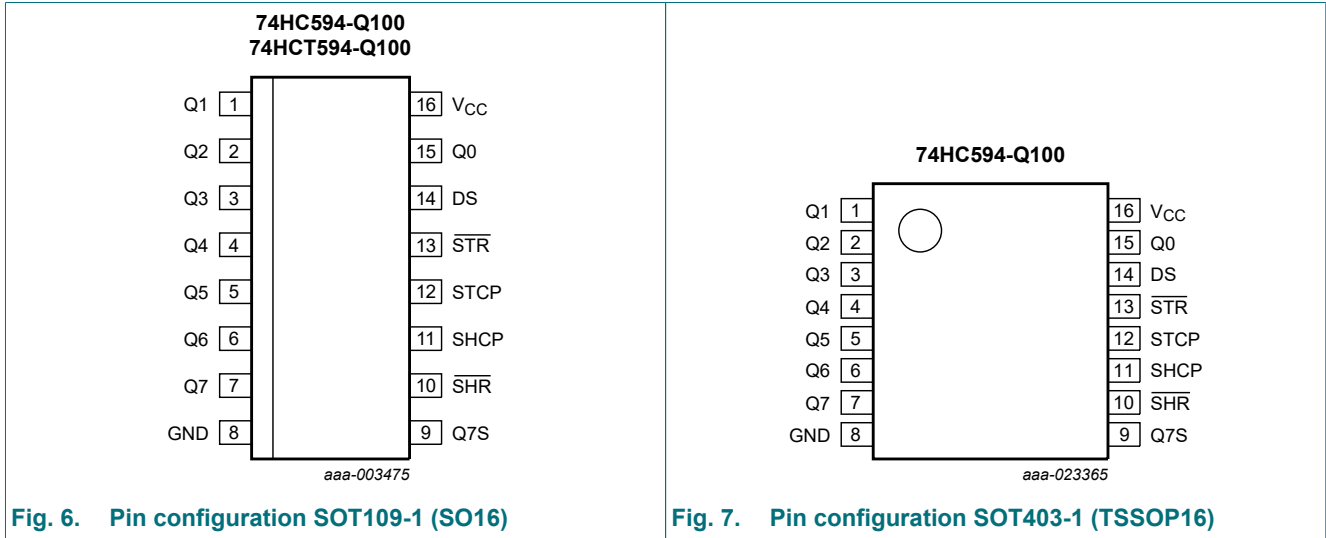 74HC594-Q100
74HCT594-Q100
Q1 1 16 VCC
Q2 2 15 Q0
Q3 3 14 DS
Q4 4 13 S̅T̅R̅
Q5 5 12 STCP
Q6 6 11 SHCP
Q7 7 10 S̅H̅R̅
GND 8 9 Q7S
aaa-003475
Fig. 6. Pin configuration SOT109-1 (SO16)
74HC594-Q100
Q1 1 16 VCC
Q2 2 15 Q0
Q3 3 14 DS
Q4 4 13 S̅T̅R̅
Q5 5 12 STCP
Q6 6 11 SHCP
Q7 7 10 S̅H̅R̅
GND 8 9 Q7S
aaa-023365
Fig. 7. Pin configuration SOT403-1 (TSSOP16)